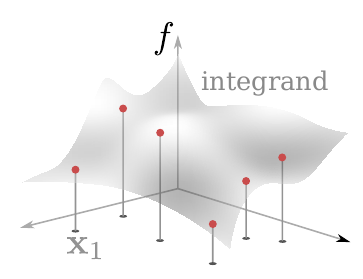 f
integrand
x₁